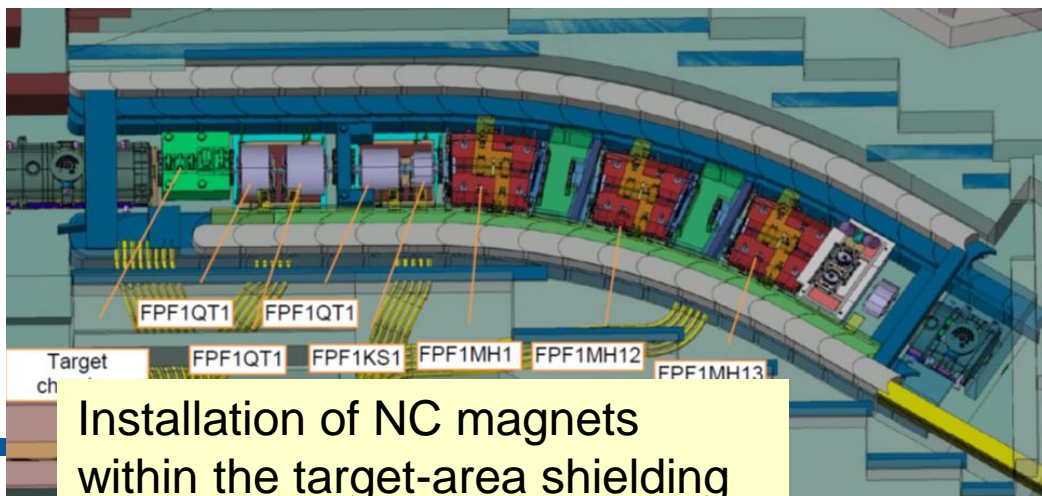 FPF1QT1 FPF1QT1
FPF1QT1 FPF1KS1 FPF1MH1 FPF1MH12
FPF1MH13
Target
Installation of NC magnets
within the target-area shielding